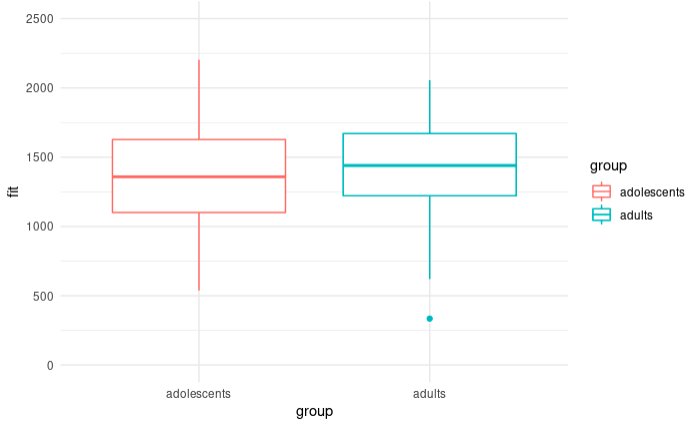 2500
2000
1500
1000
500
0
fit
adolescents
adults
group
group
adolescents
adults